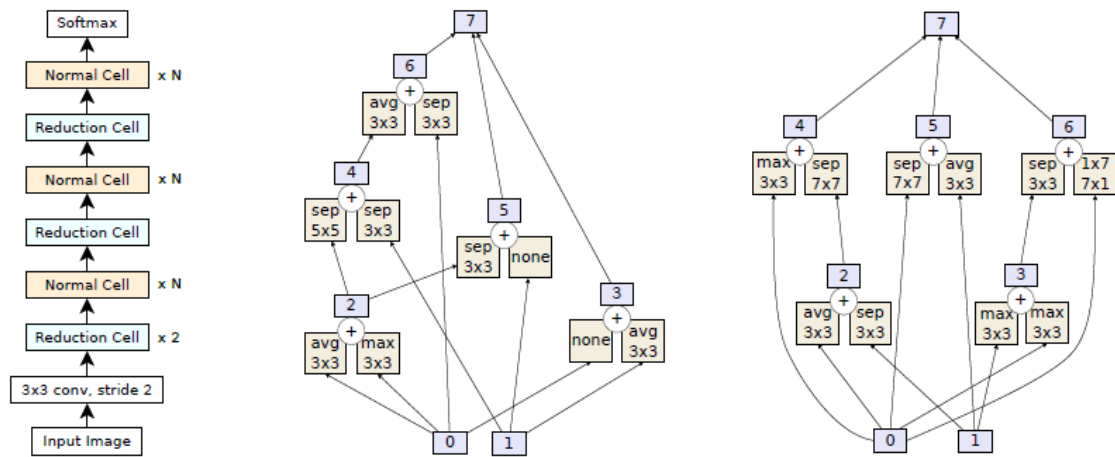 Softmax
Normal Cell x N
Reduction Cell
Normal Cell x N
Reduction Cell
Normal Cell x N
Reduction Cell x 2
3x3 conv, stride 2
Input Image
7
6
+
avg 3x3
sep 3x3
4
+
sep 5x5
sep 3x3
5
+
sep 3x3
none
2
+
avg 3x3
max 3x3
3
+
none
avg 3x3
0
1
7
4
+
max 3x3
sep 7x7
5
+
sep 7x7
avg 3x3
6
+
sep 3x3
1x7 7x1
2
+
avg 3x3
sep 3x3
3
+
max 3x3
max 3x3
0
1